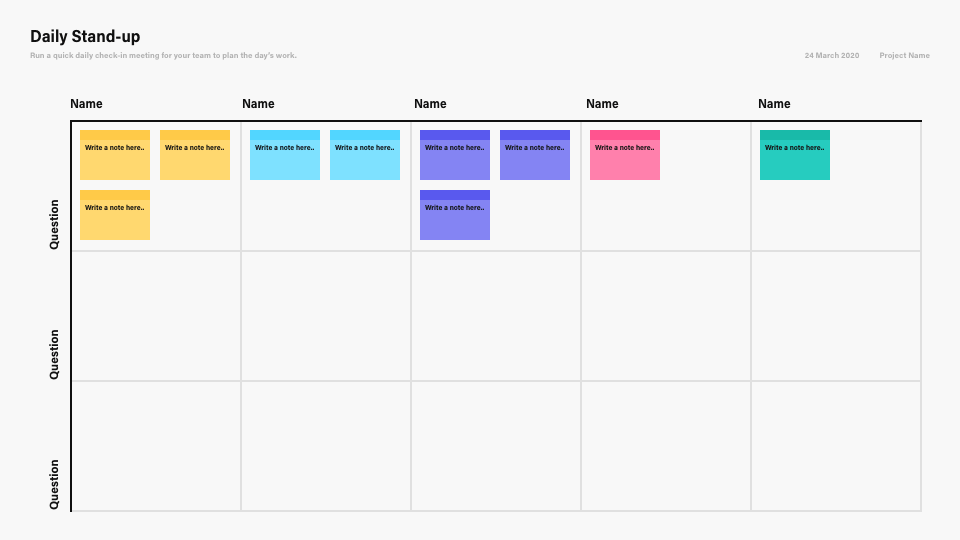 Daily Stand-up
Run a quick daily check-in meeting for your team to plan the day's work.
24 March 2020 Project Name
Name Name Name Name Name
Write a note here.. Write a note here.. Write a note here.. Write a note here.. Write a note here.. Write a note here.. Write a note here.. Write a note here..
Question
Write a note here.. Write a note here..
Question
Question